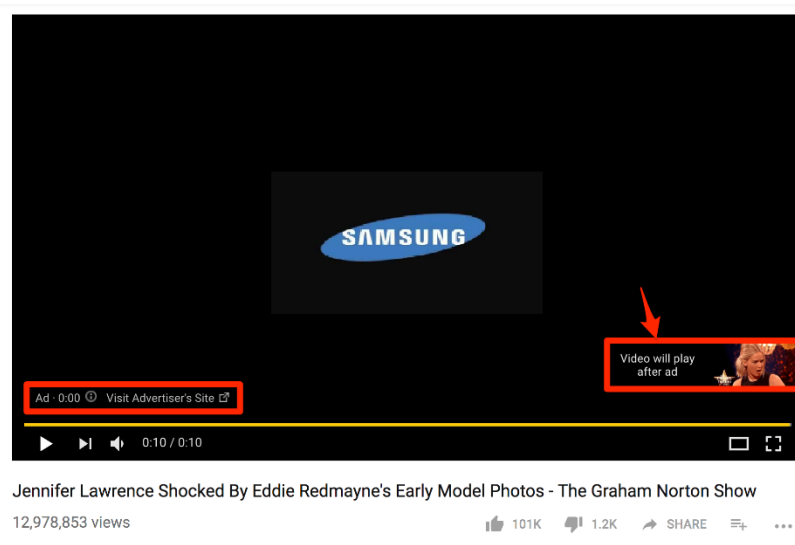 SAMSUNG
Video will play
after ad
Ad · 0:00 Visit Advertiser's Site
0:10 / 0:10
Jennifer Lawrence Shocked By Eddie Redmayne's Early Model Photos - The Graham Norton Show
12,978,853 views 101K 1.2K SHARE